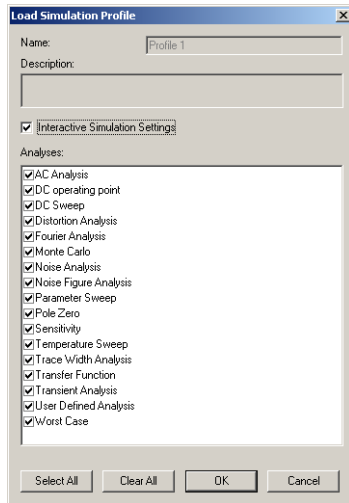 Load Simulation Profile
Name: Profile 1
Description:
Interactive Simulation Settings
Analyses:
AC Analysis
DC operating point
DC Sweep
Distortion Analysis
Fourier Analysis
Monte Carlo
Noise Analysis
Noise Figure Analysis
Parameter Sweep
Pole Zero
Sensitivity
Temperature Sweep
Trace Width Analysis
Transfer Function
Transient Analysis
User Defined Analysis
Worst Case
Select All Clear All OK Cancel